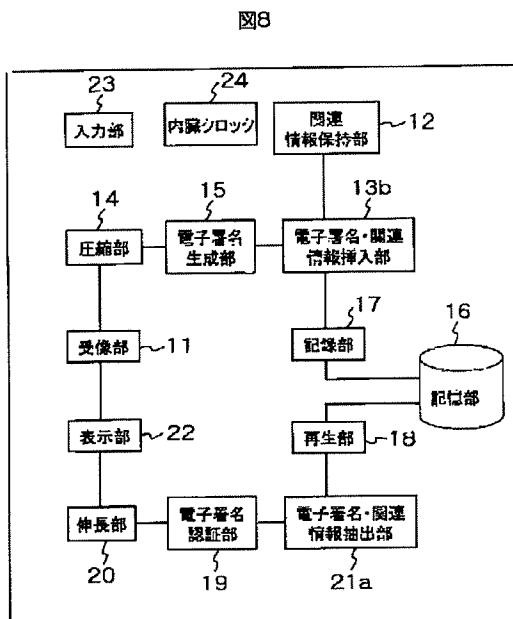 図8
23
24
入力部
内臓シロッシ
関連
情報保持部
12
14
15
13b
圧縮部
電子署名
生成部
電子署名・関連
情報挿入部
17
16
受像部
11
記録部
記憶部
表示部
22
再生部
18
伸長部
電子署名
認証部
電子署名・関連
情報抽出部
20
19
21a